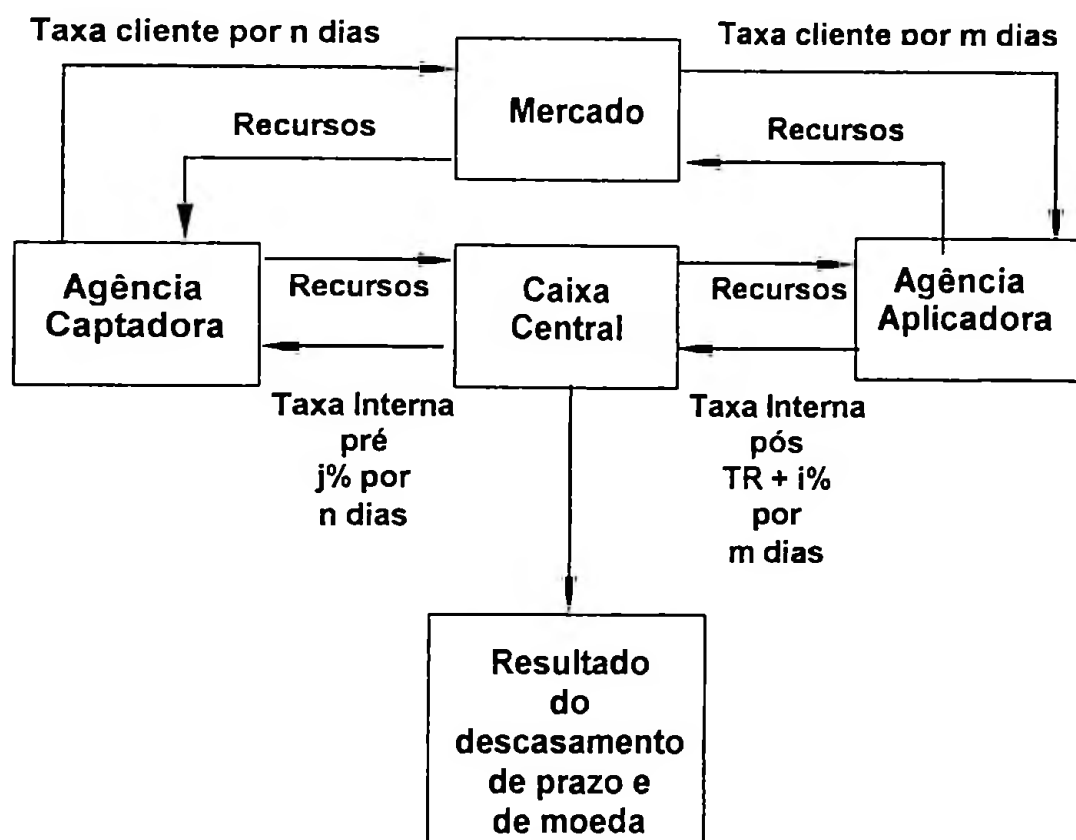 Taxa cliente por n dias
Taxa cliente por m dias
Mercado
Recursos
Recursos
Agência
Captadora
Recursos
Caixa
Central
Recursos
Agência
Aplicadora
Taxa Interna
pré
j% por
n dias
Taxa Interna
pós
TR + i%
por
m dias
Resultado
do
descasamento
de prazo e
de moeda